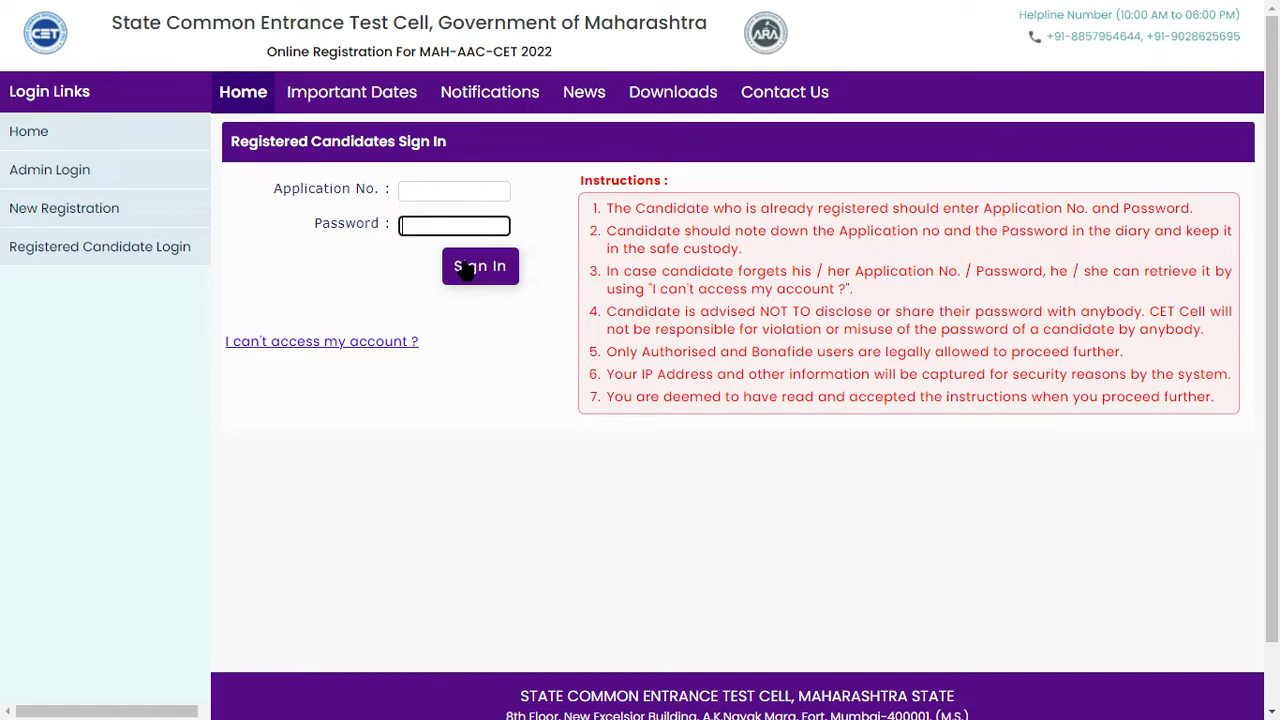 CET
State Common Entrance Test Cell, Government of Maharashtra
Online Registration For MAH-AAC-CET 2022
ARA
Helpline Number (10:00 AM to 06:00 PM)
+91-8857954644, +91-9028625695
Login Links
Home
Admin Login
New Registration
Registered Candidate Login
Home Important Dates Notifications News Downloads Contact Us
Registered Candidates Sign In
Application No. :
Password :
Sign In
I can't access my account ?
Instructions :
1. The Candidate who is already registered should enter Application No. and Password.
2. Candidate should note down the Application no and the Password in the diary and keep it
in the safe custody.
3. In case candidate forgets his / her Application No. / Password, he / she can retrieve it by
using "I can't access my account ?".
4. Candidate is advised NOT TO disclose or share their password with anybody. CET Cell will
not be responsible for violation or misuse of the password of a candidate by anybody.
5. Only Authorised and Bonafide users are legally allowed to proceed further.
6. Your IP Address and other information will be captured for security reasons by the system.
7. You are deemed to have read and accepted the instructions when you proceed further.
STATE COMMON ENTRANCE TEST CELL, MAHARASHTRA STATE
8th Floor, New Excelsior Building, A.K.Nayak Marg, Fort, Mumbai-400001. (M.S.)